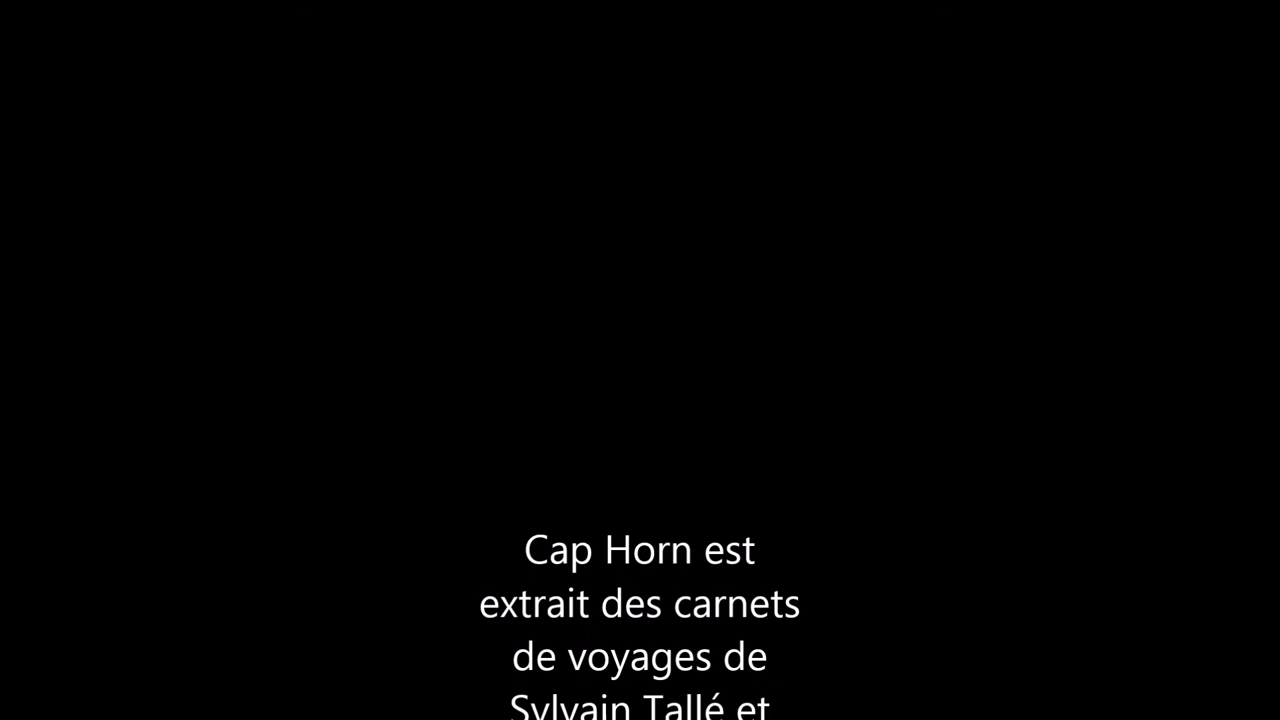 Cap Horn est
extrait des carnets
de voyages de
Sylvain Tallé et